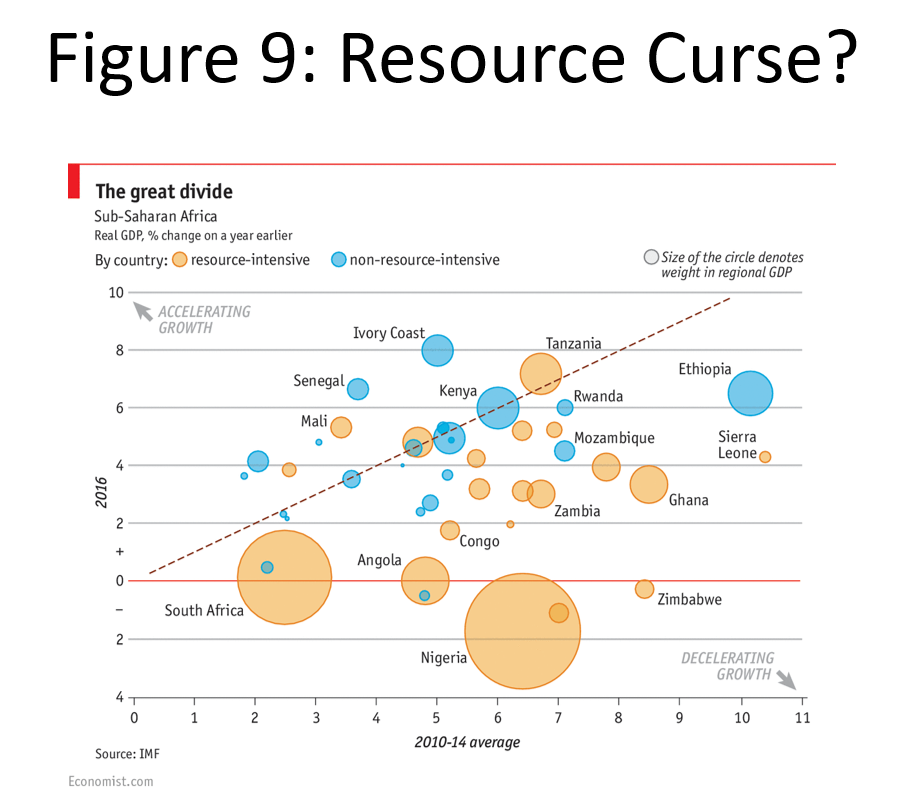 Figure 9: Resource Curse?
The great divide
Sub-Saharan Africa
Real GDP, % change on a year earlier
By country: resource-intensive non-resource-intensive
Size of the circle denotes
weight in regional GDP
10
ACCELERATING
GROWTH
Ivory Coast
Tanzania
8
Ethiopia
Senegal
Kenya
Rwanda
6
Mali
Mozambique
Sierra
Leone
4
2016
Ghana
Zambia
2
Congo
+
Angola
0
Zimbabwe
South Africa
–
2
Nigeria
DECELERATING
GROWTH
4
0 1 2 3 4 5 6 7 8 9 10 11
2010-14 average
Source: IMF
Economist.com